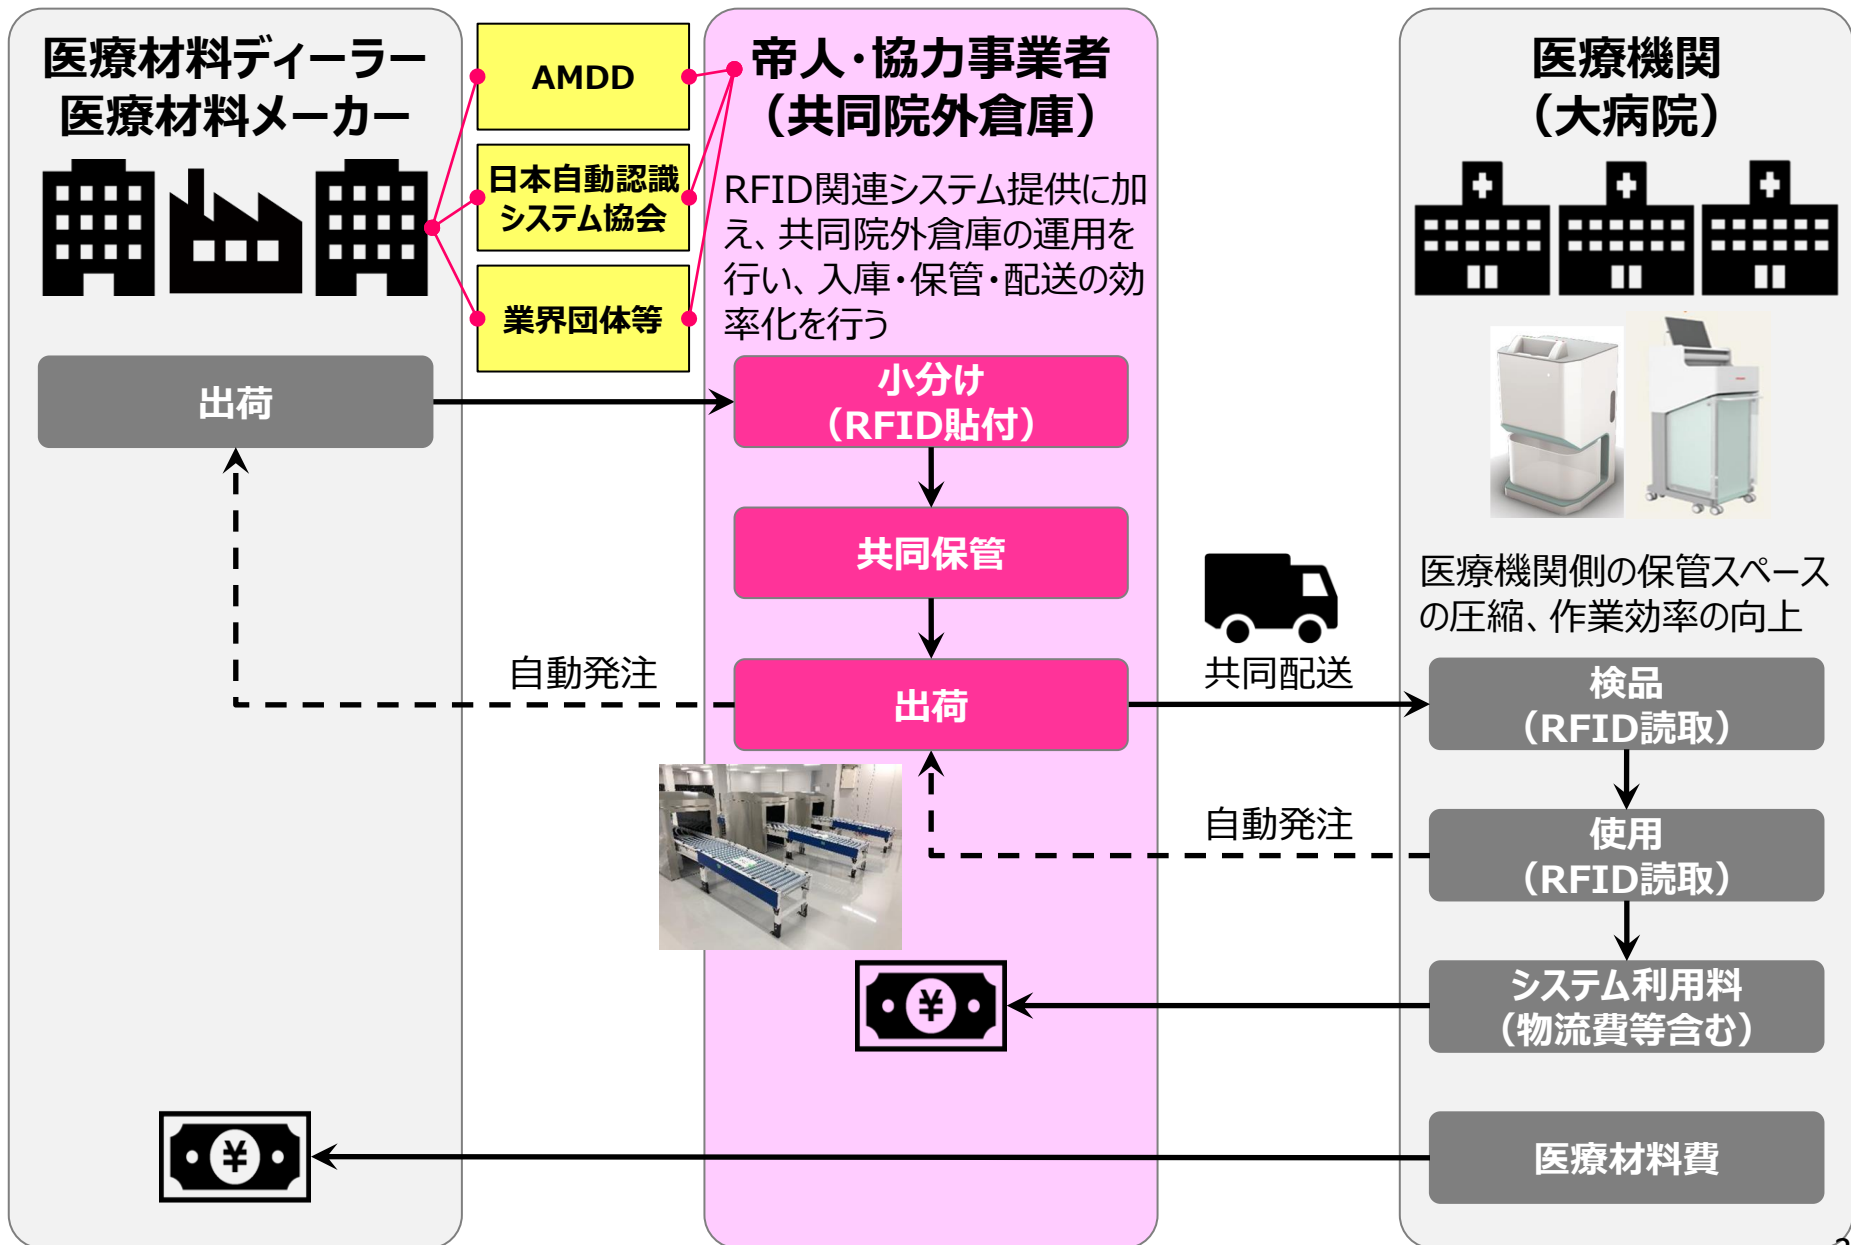 医療材料ディーラー
医療材料メーカー
AMDD
日本自動認識
システム協会
業界団体等
出荷
帝人・協力事業者
（共同院外倉庫）
RFID関連システム提供に加
え、共同院外倉庫の運用を
行い、入庫・保管・配送の効
率化を行う
小分け
（RFID貼付）
共同保管
出荷
自動発注
共同配送
自動発注
¥
¥
医療機関
（大病院）
医療機関側の保管スペース
の圧縮、作業効率の向上
検品
（RFID読取）
使用
（RFID読取）
システム利用料
（物流費等含む）
医療材料費